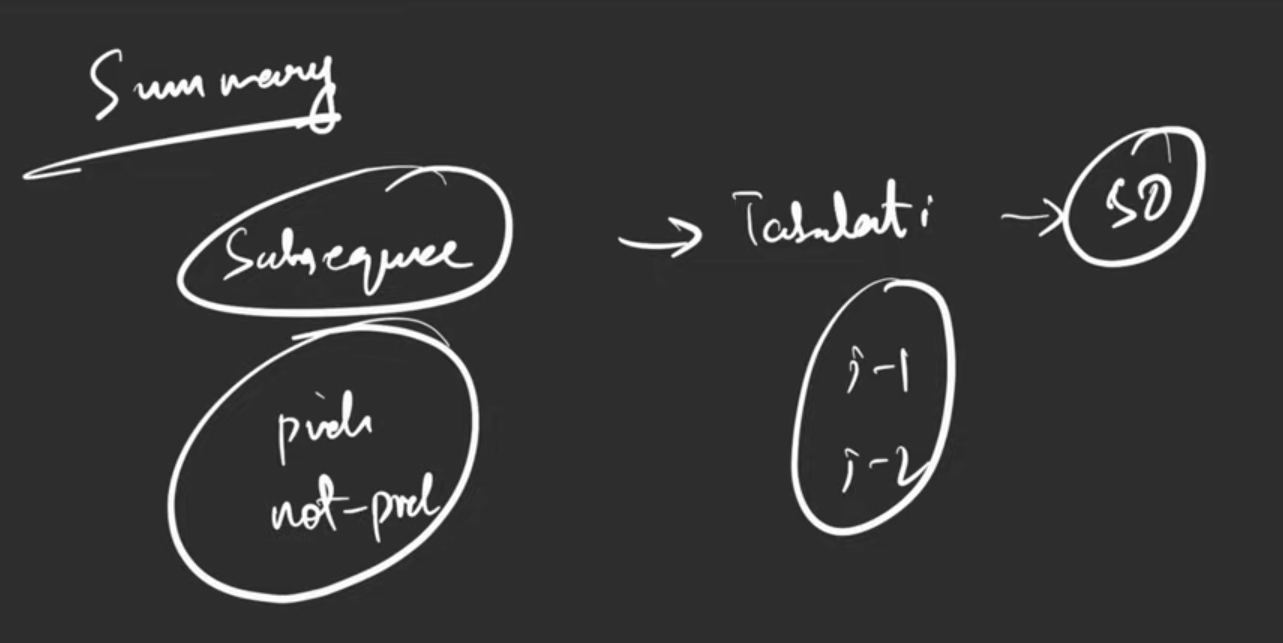 Summary
Subsequence → Tabulati → SO
pick
not-pick
i-1
i-2